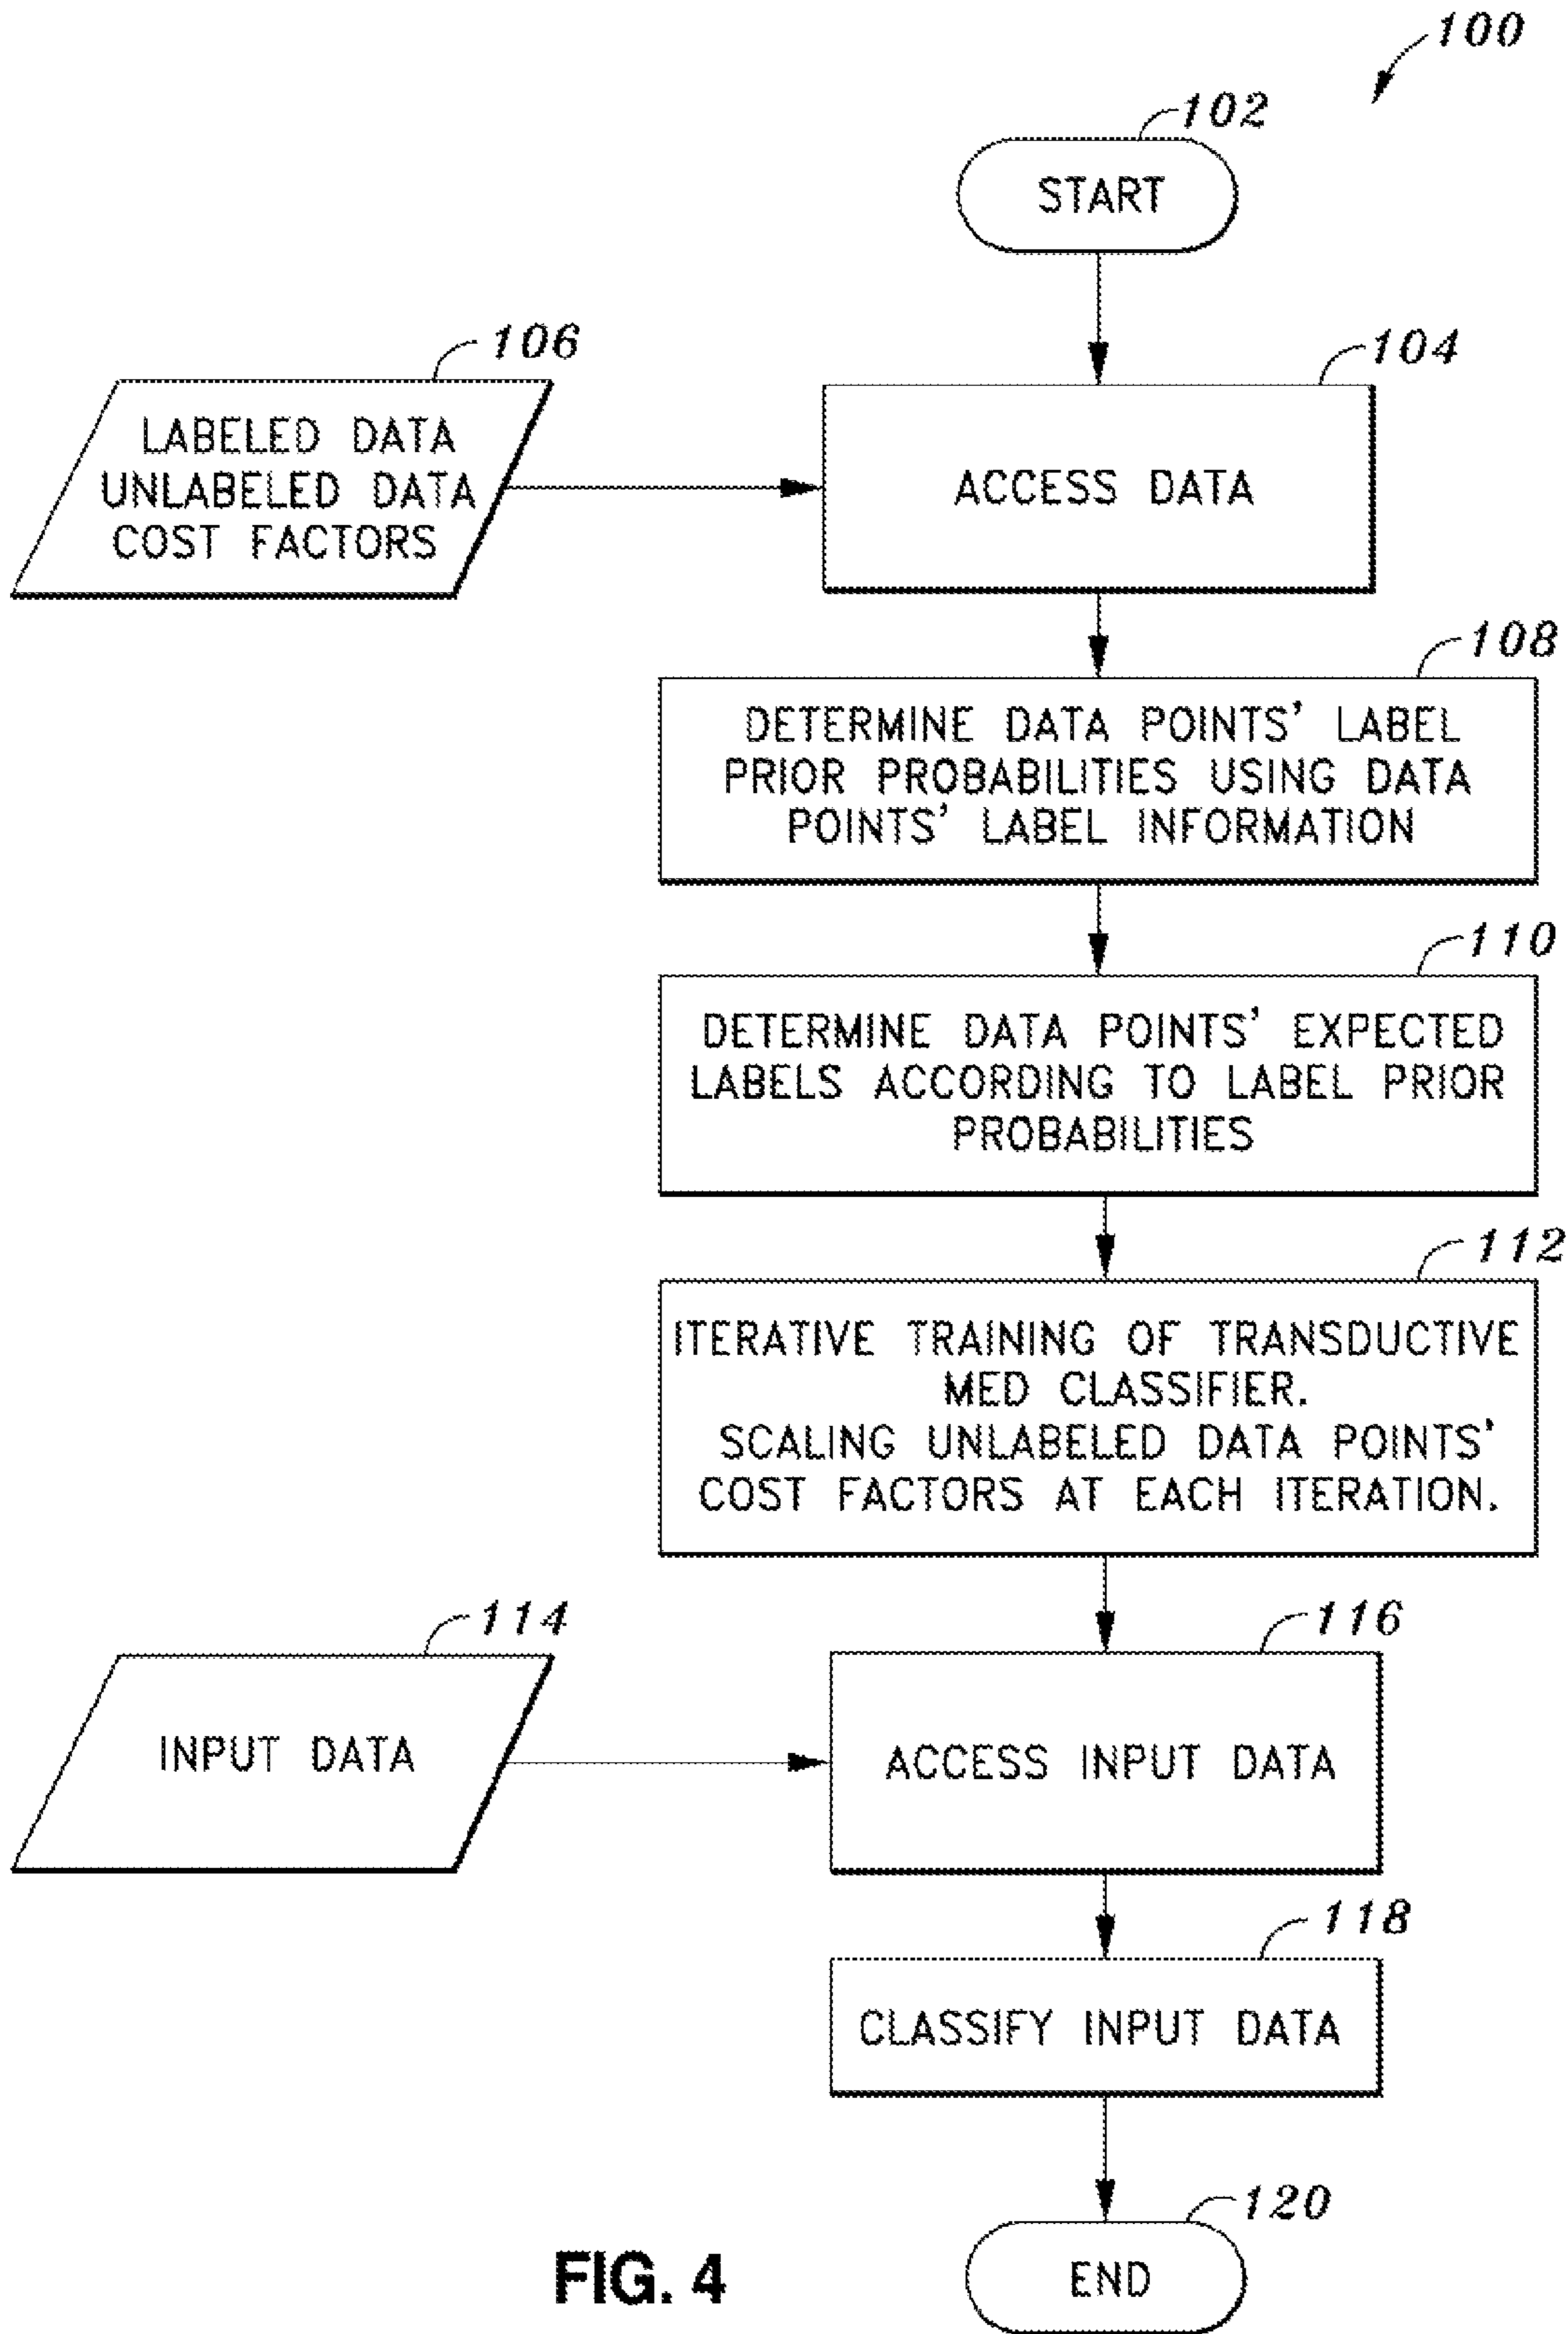 100
102
START
106
104
LABELED DATA
UNLABELED DATA
COST FACTORS
ACCESS DATA
108
DETERMINE DATA POINTS' LABEL
PRIOR PROBABILITIES USING DATA
POINTS' LABEL INFORMATION
110
DETERMINE DATA POINTS' EXPECTED
LABELS ACCORDING TO LABEL PRIOR
PROBABILITIES
112
ITERATIVE TRAINING OF TRANSDUCTIVE
MED CLASSIFIER.
SCALING UNLABELED DATA POINTS'
COST FACTORS AT EACH ITERATION.
114
116
INPUT DATA
ACCESS INPUT DATA
118
CLASSIFY INPUT DATA
120
END
FIG. 4